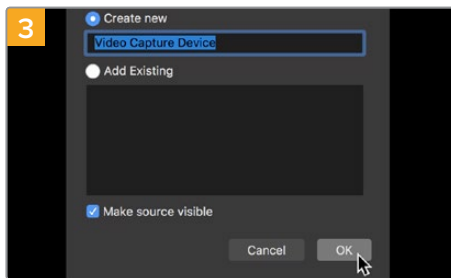 3
Create new
Video Capture Device
Add Existing
Make source visible
Cancel OK